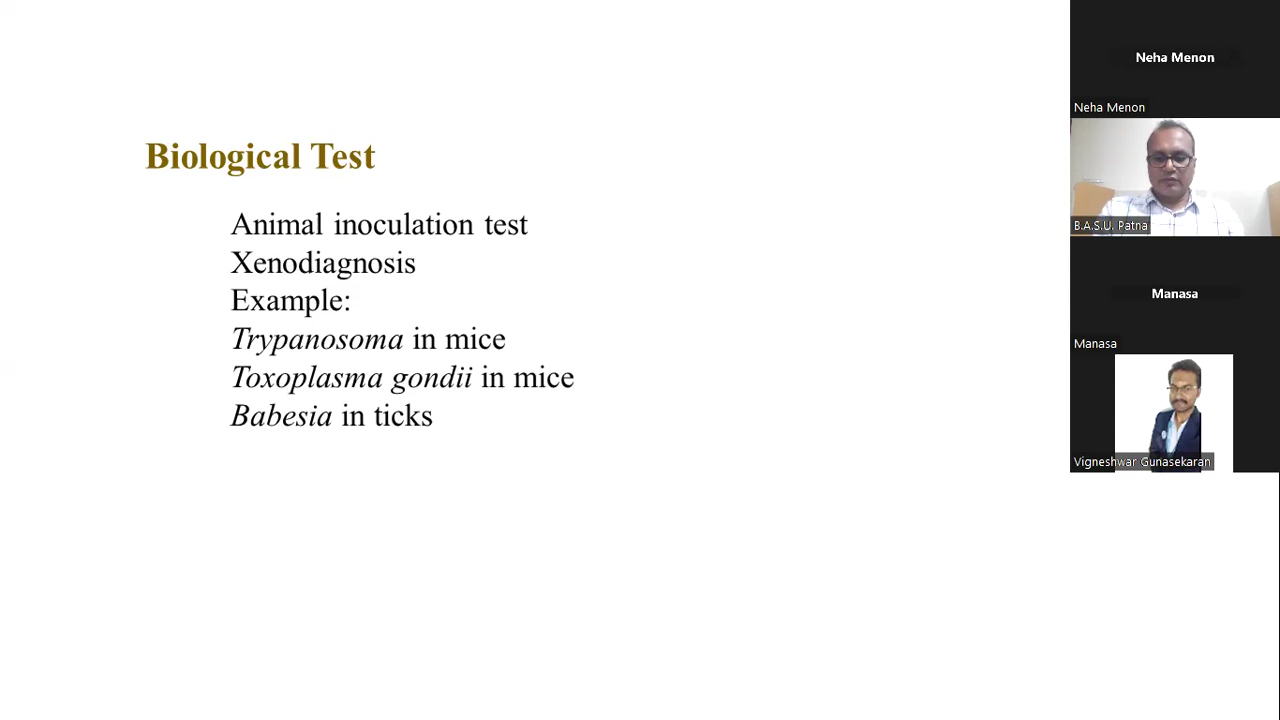 Biological Test
Animal inoculation test
Xenodiagnosis
Example:
Trypanosoma in mice
Toxoplasma gondii in mice
Babesia in ticks
Neha Menon
Neha Menon
B.A.S.U. Patna
Manasa
Manasa
Vigneshwar Gunasekaran